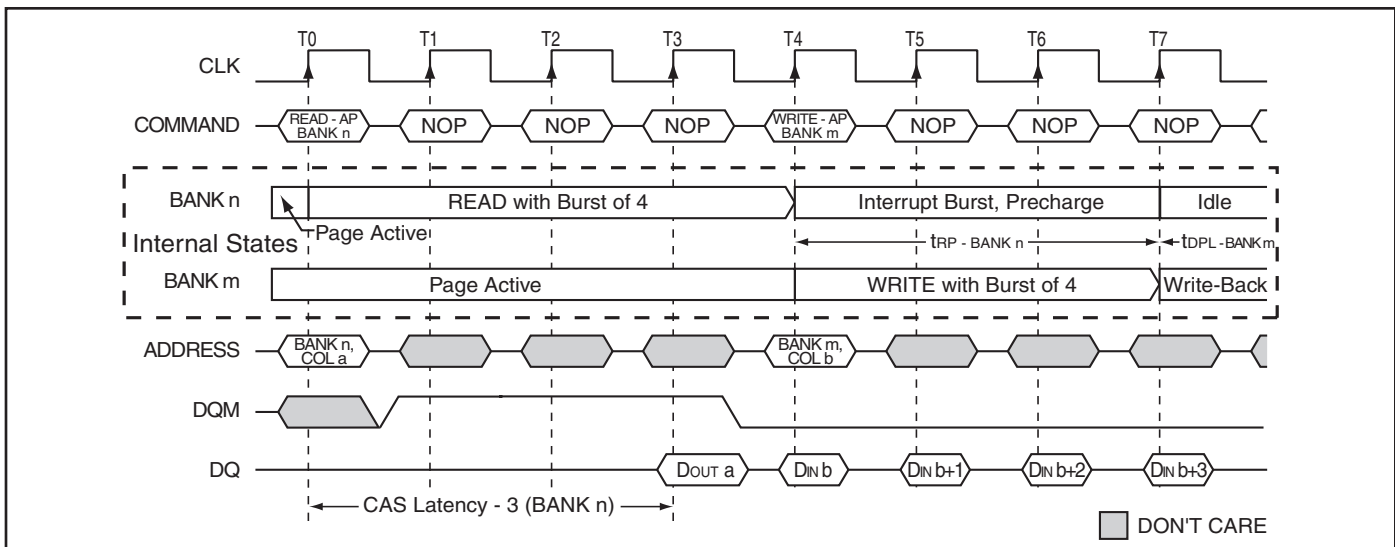 T0 T1 T2 T3 T4 T5 T6 T7
CLK
COMMAND READ - AP BANK n NOP NOP NOP WRITE - AP BANK m NOP NOP NOP
BANK n READ with Burst of 4 Interrupt Burst, Precharge Idle
Internal States Page Active tRP - BANK n tDPL - BANK m
BANK m Page Active WRITE with Burst of 4 Write-Back
ADDRESS BANK n, COL a BANK m, COL b
DQM
DQ DOUT a DIN b DIN b+1 DIN b+2 DIN b+3
CAS Latency - 3 (BANK n)
DON'T CARE